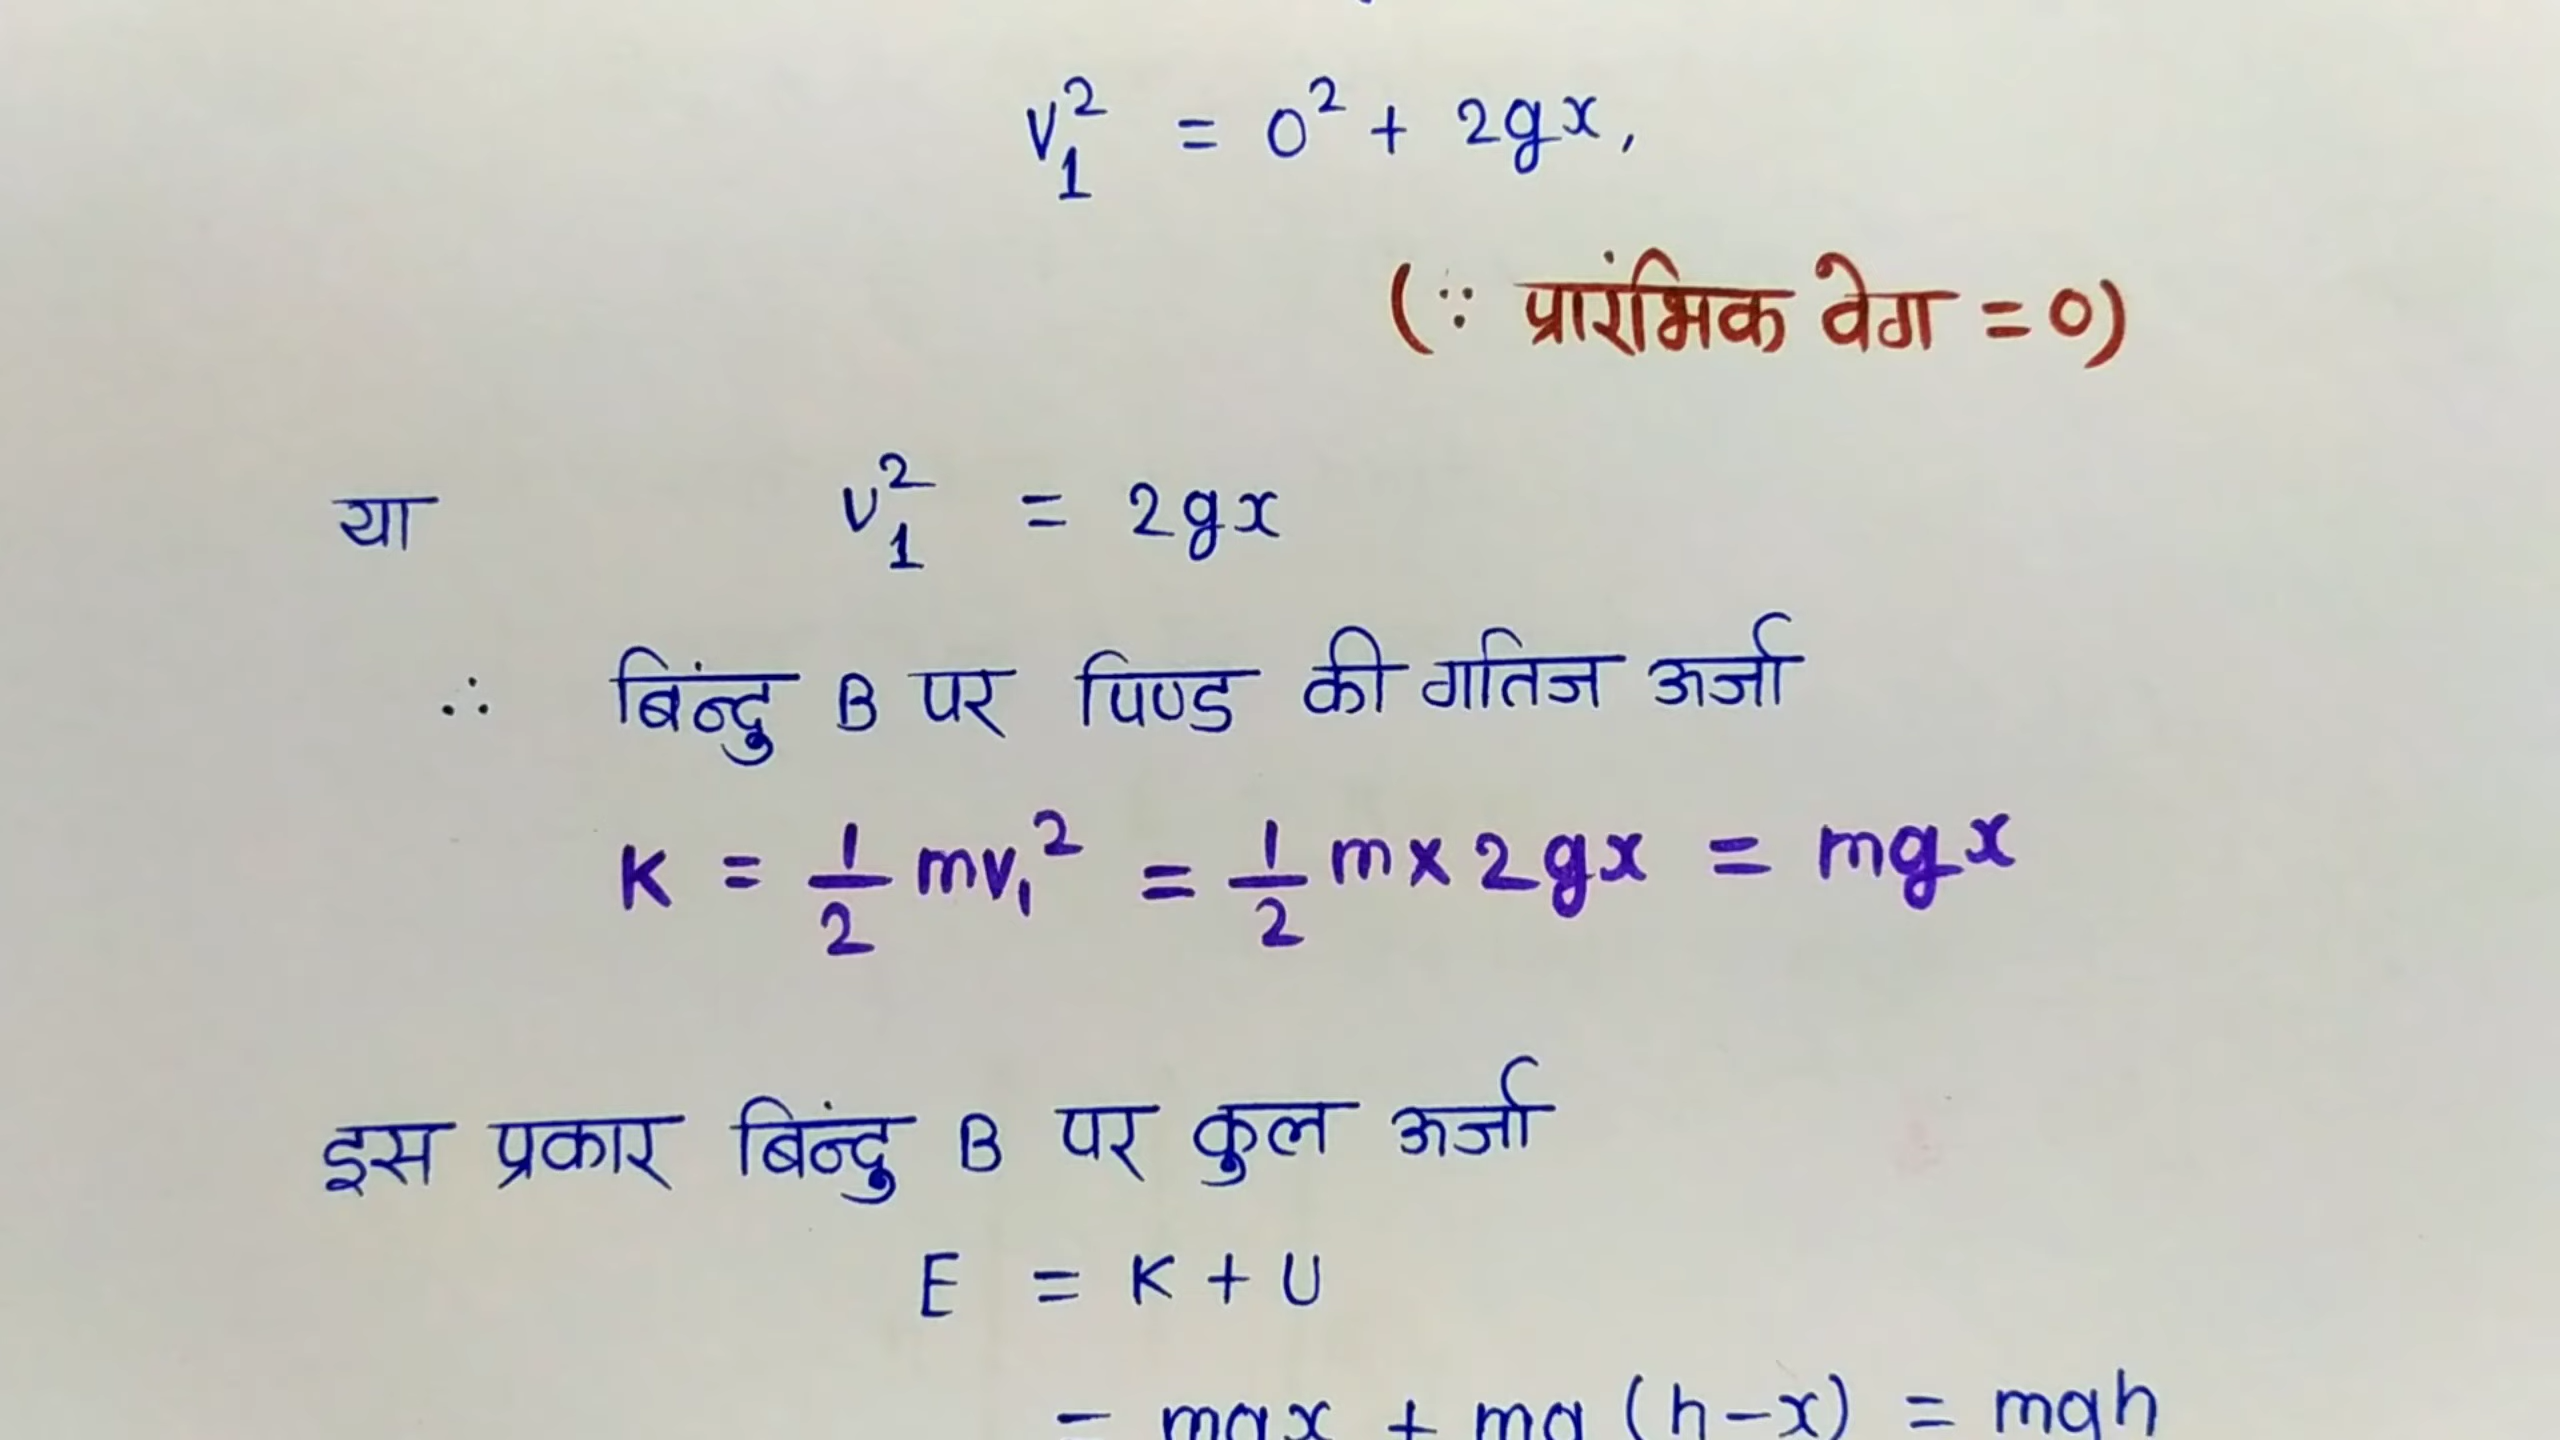 v₁² = 0² + 2gx,
(∵ प्रारंभिक वेग = 0)
या v₁² = 2gx
∴ बिंन्दु B पर पिण्ड की गतिज ऊर्जा
K = 1/2 mv₁² = 1/2 m x 2gx = mgx
इस प्रकार बिंन्दु B पर कुल ऊर्जा
E = K + U
= mgx + mg (h-x) = mgh